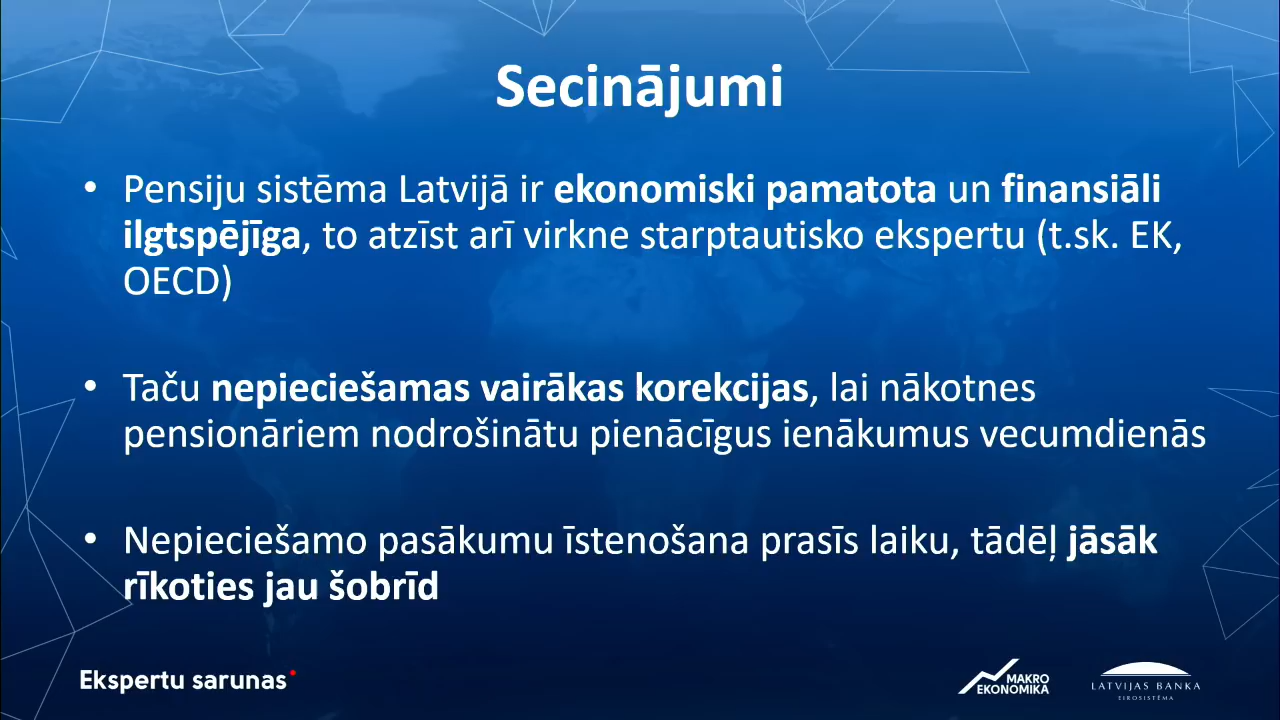 Secinājumi
• Pensiju sistēma Latvijā ir ekonomiski pamatota un finansiāli
ilgtspējīga, to atzīst arī virkne starptautisko ekspertu (t.sk. EK,
OECD)
• Taču nepieciešamas vairākas korekcijas, lai nākotnes
pensionāriem nodrošinātu pienācīgus ienākumus vecumdienās
• Nepieciešamo pasākumu īstenošana prasīs laiku, tādēļ jāsāk
rīkoties jau šobrīd
Ekspertu sarunas
MAKRO
EKONOMIKA
LATVIJAS BANKA
EIROSISTĒMA